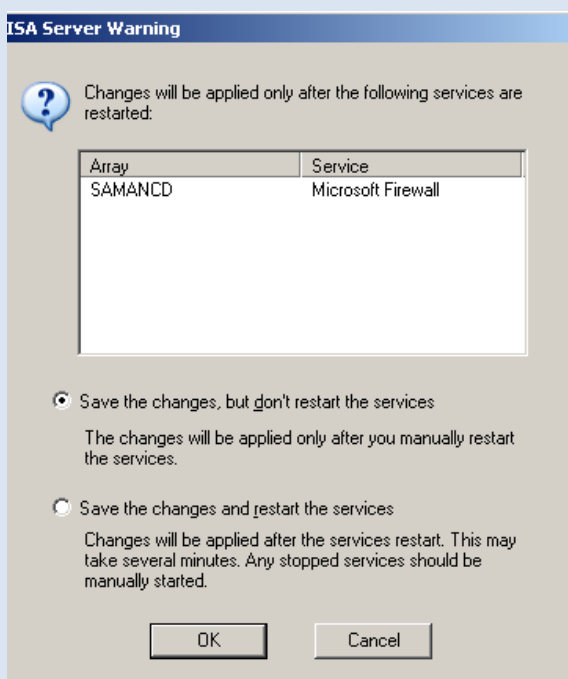 ISA Server Warning
Changes will be applied only after the following services are
restarted:
Array Service
SAMANCD Microsoft Firewall
Save the changes, but don't restart the services
The changes will be applied only after you manually restart
the services.
Save the changes and restart the services
Changes will be applied after the services restart. This may
take several minutes. Any stopped services should be
manually started.
OK Cancel